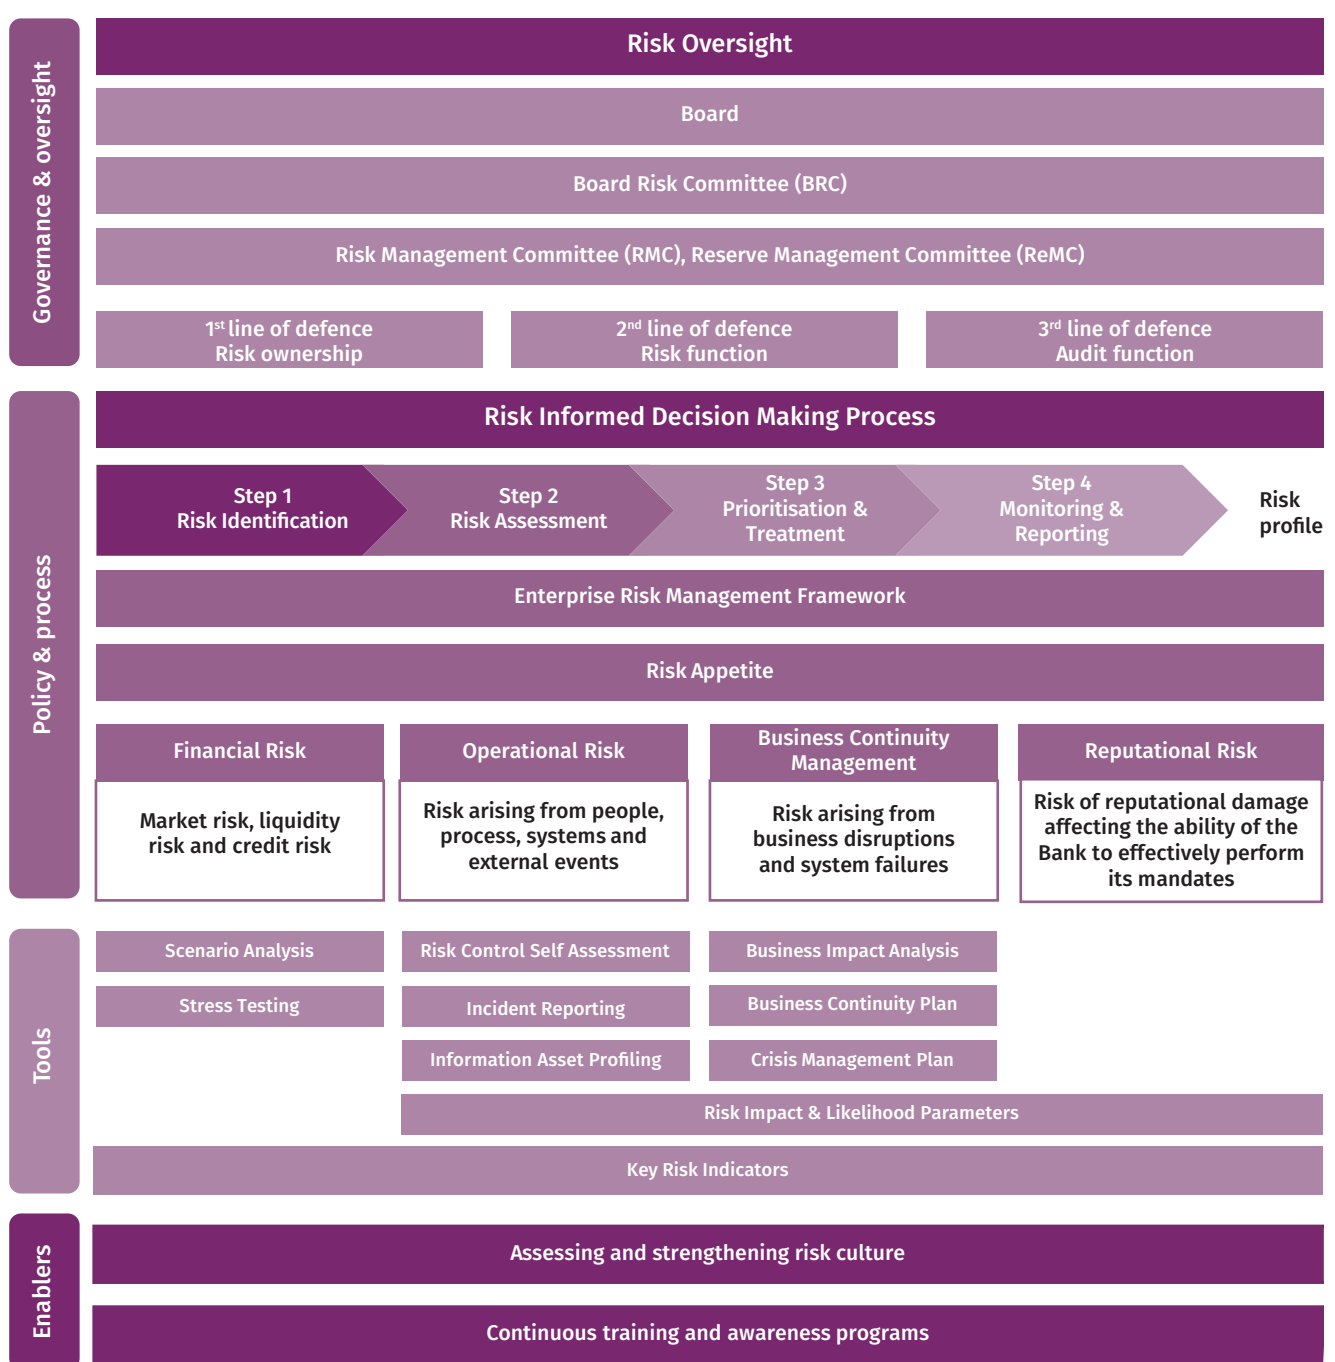 Governance & oversight
Risk Oversight
Board
Board Risk Committee (BRC)
Risk Management Committee (RMC), Reserve Management Committee (ReMC)
1st line of defence
Risk ownership
2nd line of defence
Risk function
3rd line of defence
Audit function
Policy & process
Risk Informed Decision Making Process
Step 1
Risk Identification
Step 2
Risk Assessment
Step 3
Prioritisation &
Treatment
Step 4
Monitoring &
Reporting
Risk
profile
Enterprise Risk Management Framework
Risk Appetite
Financial Risk
Market risk, liquidity
risk and credit risk
Operational Risk
Risk arising from people,
process, systems and
external events
Business Continuity
Management
Risk arising from
business disruptions
and system failures
Reputational Risk
Risk of reputational damage
affecting the ability of the
Bank to effectively perform
its mandates
Tools
Scenario Analysis
Stress Testing
Risk Control Self Assessment
Incident Reporting
Information Asset Profiling
Business Impact Analysis
Business Continuity Plan
Crisis Management Plan
Risk Impact & Likelihood Parameters
Key Risk Indicators
Enablers
Assessing and strengthening risk culture
Continuous training and awareness programs